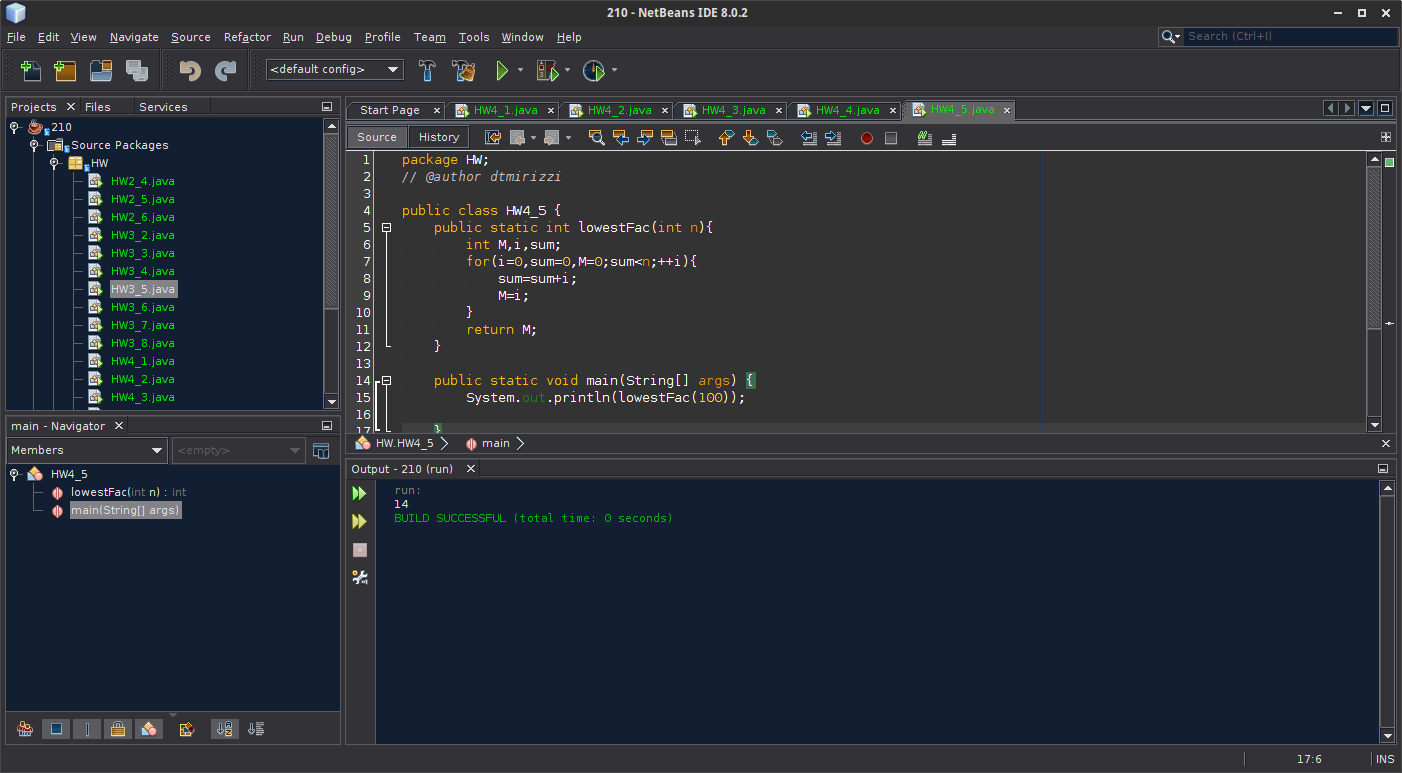 210 - NetBeans IDE 8.0.2
File Edit View Navigate Source Refactor Run Debug Profile Team Tools Window Help
Search (Ctrl+I)
<default config>
Projects Files Services
210
Source Packages
HW
HW2_4.java
HW2_5.java
HW2_6.java
HW3_2.java
HW3_3.java
HW3_4.java
HW3_5.java
HW3_6.java
HW3_7.java
HW3_8.java
HW4_1.java
HW4_2.java
HW4_3.java
main - Navigator
Members <empty>
HW4_5
lowestFac(int n) : int
main(String[] args)
Start Page HW4_1.java HW4_2.java HW4_3.java HW4_4.java HW4_5.java
Source History
1 package HW;
2 // @author dtmirizzi
3
4 public class HW4_5 {
5 public static int lowestFac(int n){
6 int M,i,sum;
7 for(i=0,sum=0,M=0;sum<n;++i){
8 sum=sum+i;
9 M=i;
10 }
11 return M;
12 }
13
14 public static void main(String[] args) {
15 System.out.println(lowestFac(100));
16
17 }
HW.HW4_5 main
Output - 210 (run)
run:
14
BUILD SUCCESSFUL (total time: 0 seconds)
17:6 INS